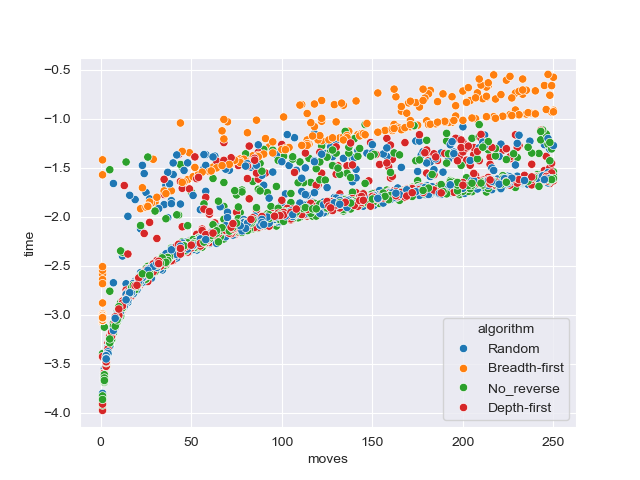 −0.5
−1.0
−1.5
−2.0
−2.5
−3.0
−3.5
−4.0
time
0
50
100
150
200
250
moves
algorithm
Random
Breadth-first
No_reverse
Depth-first